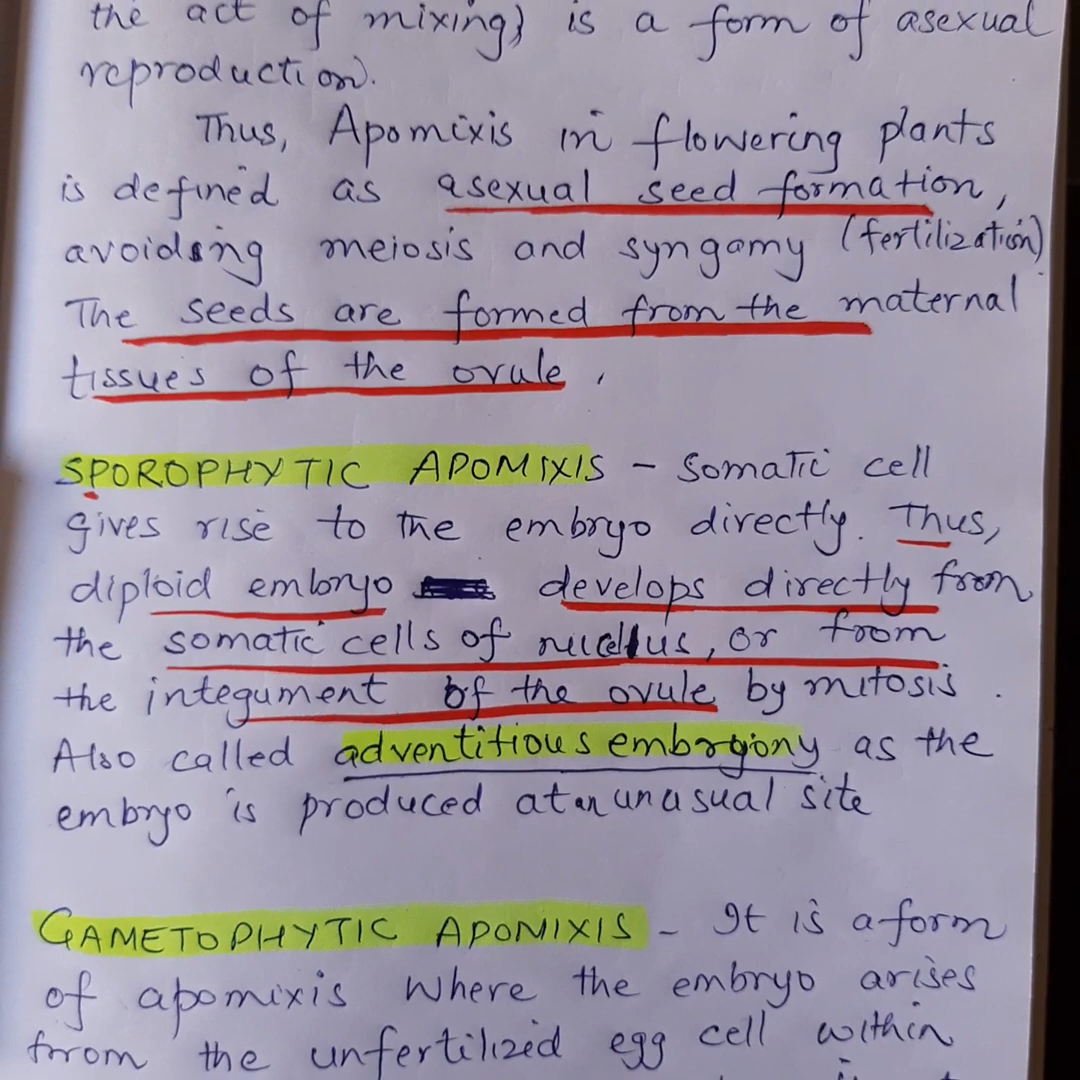 the act of mixing} is a form of asexual
reproduction).
Thus, Apomixis in flowering plants
is defined as asexual seed formation,
avoiding meiosis and syngamy (fertilization)
The seeds are formed from the maternal
tissues of the ovule.
SPOROPHYTIC APOMIXIS - Somatic cell
gives rise to the embryo directly. Thus,
diploid embryo develops directly from
the somatic cells of nucellus, or from
the integument of the ovule by mitosis.
Also called adventitious embryony as the
embryo is produced at an unusual site
GAMETOPHYTIC APOMIXIS - It is a form
of apomixis where the embryo arises
from the unfertilized egg cell within